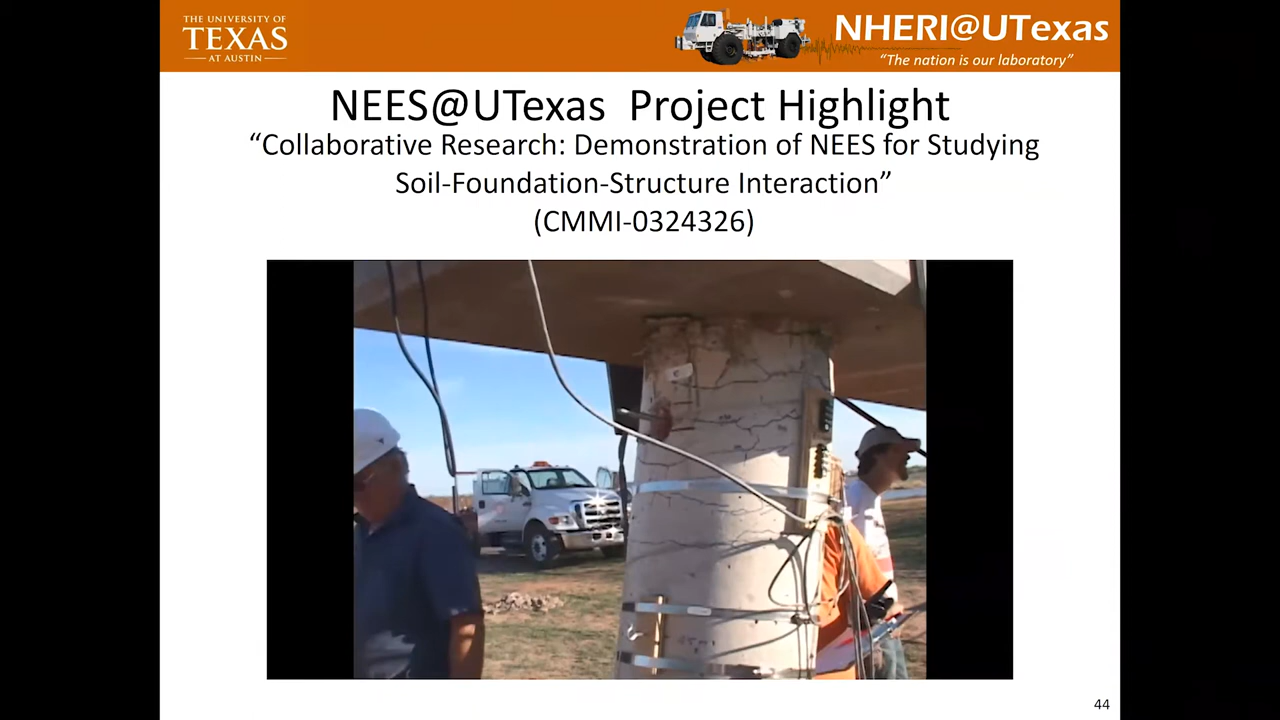 THE UNIVERSITY OF
TEXAS
AT AUSTIN
NHERI@UTexas
“The nation is our laboratory”
NEES@UTexas Project Highlight
“Collaborative Research: Demonstration of NEES for Studying
Soil-Foundation-Structure Interaction”
(CMMI-0324326)
44